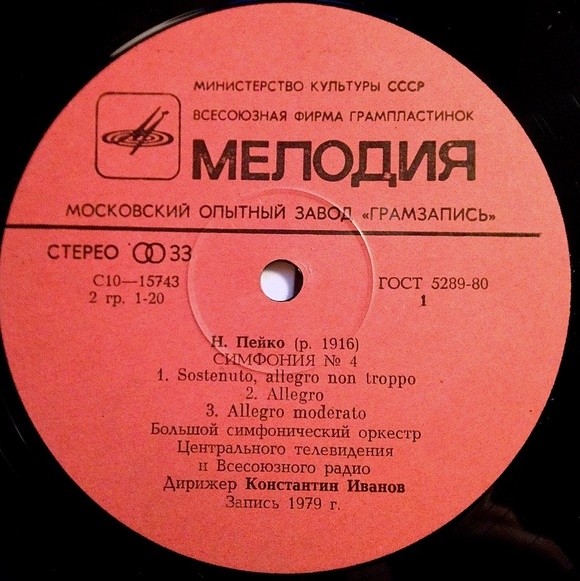 МИНИСТЕРСТВО КУЛЬТУРЫ СССР
ВСЕСОЮЗНАЯ ФИРМА ГРАМПЛАСТИНОК
МЕЛОДИЯ
МОСКОВСКИЙ ОПЫТНЫЙ ЗАВОД «ГРАМЗАПИСЬ»
СТЕРЕО 33
С10—15743
2 гр. 1-20
ГОСТ 5289-80
1
Н. Пейко (р. 1916)
СИМФОНИЯ № 4
1. Sostenuto, allegro non troppo
2. Allegro
3. Allegro moderato
Большой симфонический оркестр
Центрального телевидения
и Всесоюзного радио
Дирижер Константин Иванов
Запись 1979 г.